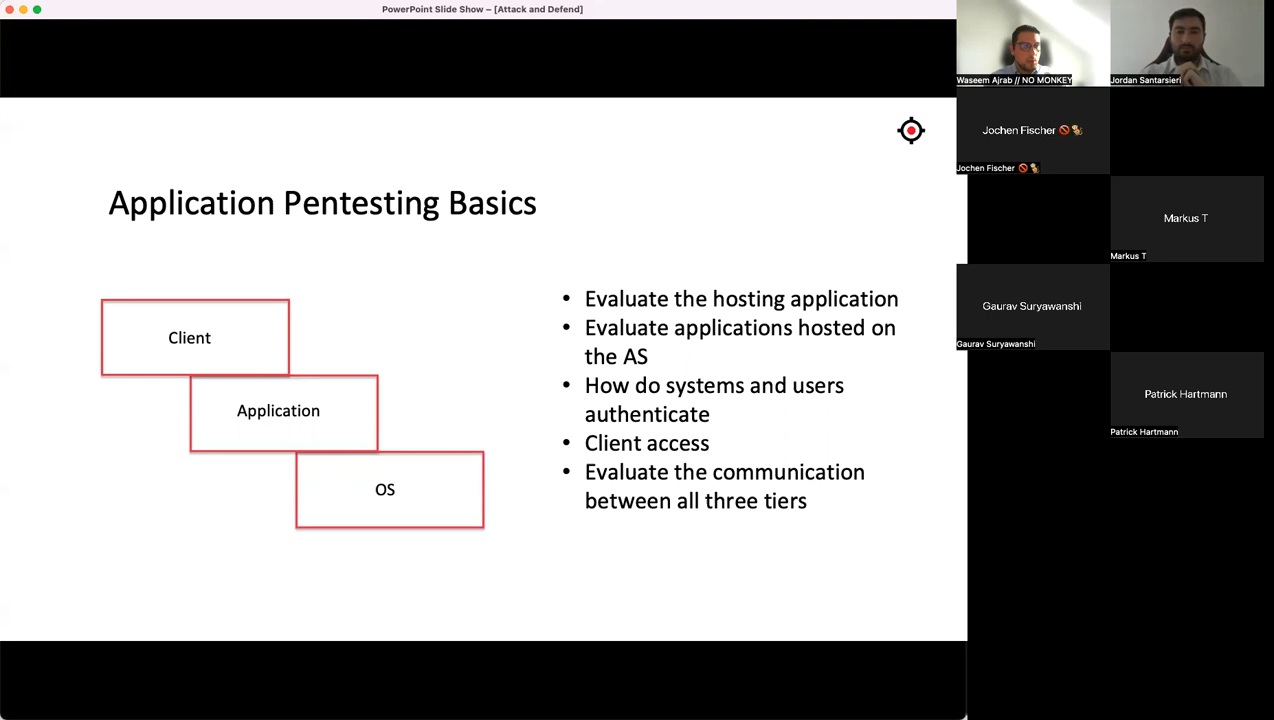 PowerPoint Slide Show – [Attack and Defend]
Application Pentesting Basics
Client
Application
OS
• Evaluate the hosting application
• Evaluate applications hosted on
the AS
• How do systems and users
authenticate
• Client access
• Evaluate the communication
between all three tiers
Waseem Ajrab // NO MONKEY
Jordan Santarsieri
Jochen Fischer 🚫🐒
Jochen Fischer 🚫🐒
Markus T
Markus T
Gaurav Suryawanshi
Gaurav Suryawanshi
Patrick Hartmann
Patrick Hartmann